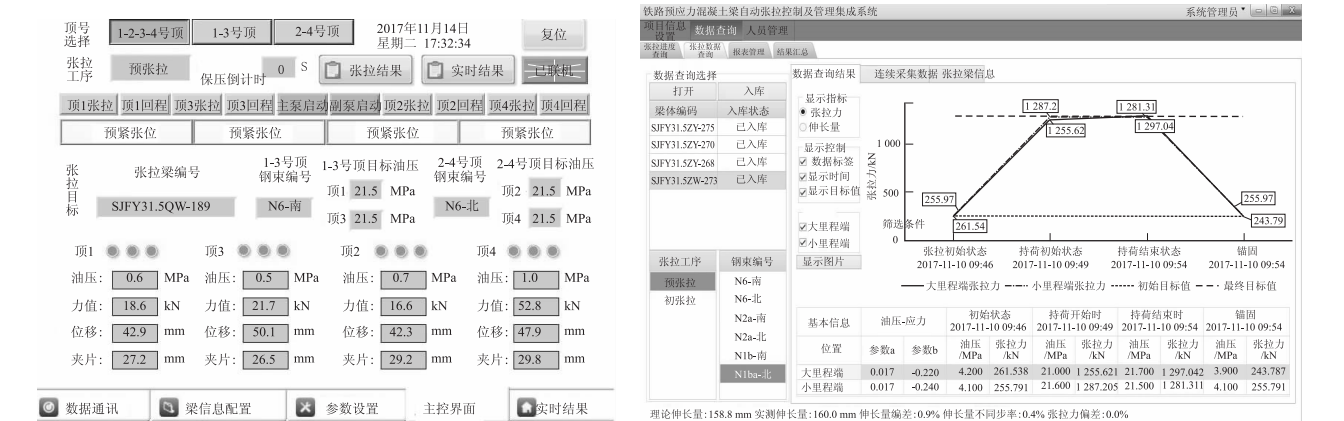 顶号
选择
1-2-3-4号顶
1-3号顶
2-4号顶
2017年11月14日
星期二 17:32:34
复位
张拉
工序
预张拉
保压倒计时
0
S
张拉结果
实时结果
已联机
顶1张拉
顶1回程
顶3张拉
顶3回程
主泵启动
副泵启动
顶2张拉
顶2回程
顶4张拉
顶4回程
预紧张位
预紧张位
预紧张位
预紧张位
张拉目标
张拉梁编号
SJFY31.5QW-189
1-3号顶
钢束编号
N6-南
1-3号顶目标油压
顶1 21.5 MPa
顶3 21.5 MPa
2-4号顶
钢束编号
N6-北
2-4号顶目标油压
顶2 21.5 MPa
顶4 21.5 MPa
顶1
顶3
顶2
顶4
油压: 0.6 MPa 油压: 0.5 MPa 油压: 0.7 MPa 油压: 1.0 MPa
力值: 18.6 kN 力值: 21.7 kN 力值: 16.6 kN 力值: 52.8 kN
位移: 42.9 mm 位移: 50.1 mm 位移: 42.3 mm 位移: 47.9 mm
夹片: 27.2 mm 夹片: 26.5 mm 夹片: 29.2 mm 夹片: 29.8 mm
数据通讯
梁信息配置
参数设置
主控界面
实时结果
铁路预应力混凝土梁自动张拉控制及管理集成系统
系统管理员
项目信息
设置
数据查询
人员管理
张拉进度
查询
张拉数据
查询
报表管理
结果汇总
数据查询选择
打开
入库
梁体编码 入库状态
SJFY31.5ZY-275 已入库
SJFY31.5ZY-270 已入库
SJFY31.5ZY-268 已入库
SJFY31.5ZW-273 已入库
张拉工序
预张拉
初张拉
钢束编号
N6-南
N6-北
N2a-南
N2a-北
N1b-南
N1ba-北
数据查询结果
连续采集数据
张拉梁信息
显示指标
张拉力
伸长量
显示控制
数据标签
显示时间
显示目标值
筛选条件
大里程端
小里程端
显示图片
张拉力/kN
1 000
500
0
255.97
261.54
1 287.2
1 255.62
1 281.31
1 297.04
255.97
243.79
张拉初始状态
2017-11-10 09:46
持荷初始状态
2017-11-10 09:49
持荷结束状态
2017-11-10 09:54
锚固
2017-11-10 09:54
大里程端张拉力
小里程端张拉力
初始目标值
最终目标值
基本信息 油压-应力 初始状态 持荷开始时 持荷结束时 锚固
2017-11-10 09:46 2017-11-10 09:49 2017-11-10 09:54 2017-11-10 09:54
位置 参数a 参数b 油压/MPa 张拉力/kN 油压/MPa 张拉力/kN 油压/MPa 张拉力/kN 油压/MPa 张拉力/kN
大里程端 0.017 -0.220 4.200 261.538 21.000 1 255.621 21.700 1 297.042 3.900 243.787
小里程端 0.017 -0.240 4.100 255.791 21.600 1 287.205 21.500 1 281.311 4.100 255.791
理论伸长量:158.8 mm 实测伸长量:160.0 mm 伸长量编差:0.9% 伸长量不同步率:0.4% 张拉力偏差:0.0%